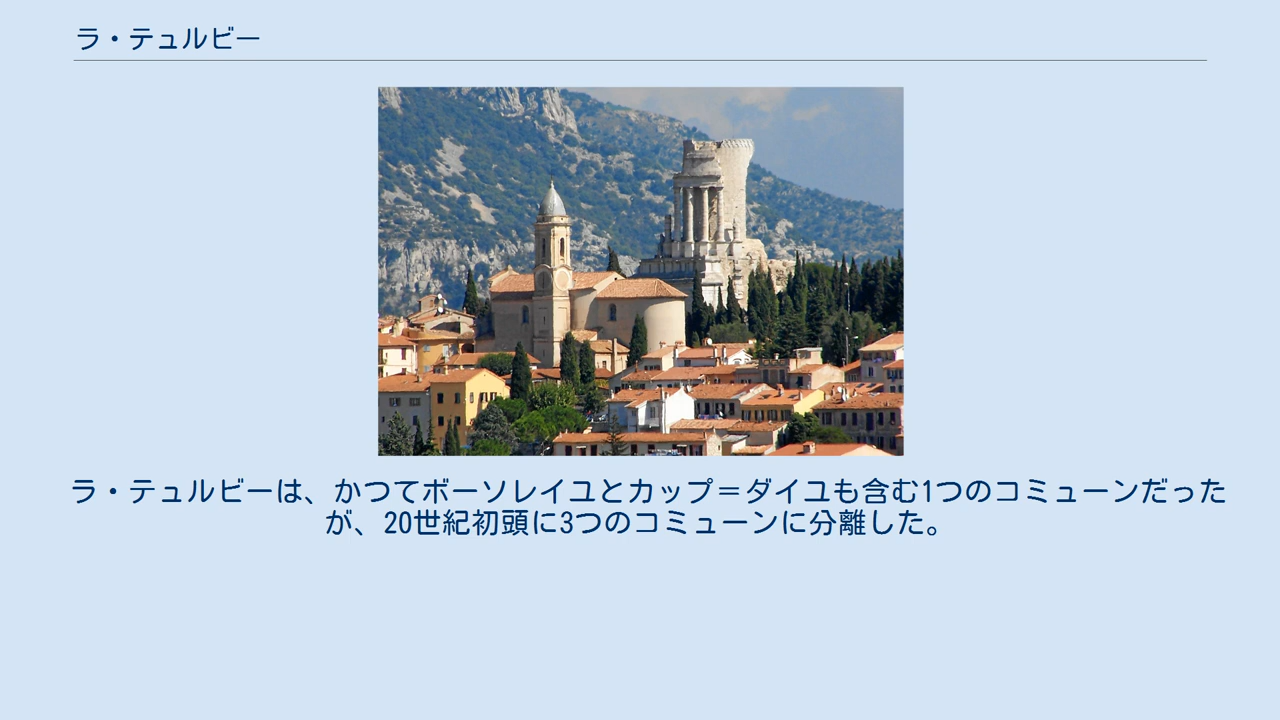 ラ・テュルビー
ラ・テュルビーは、かつてボーソレイユとカップ＝ダイユも含む1つのコミューンだった
が、20世紀初頭に3つのコミューンに分離した。